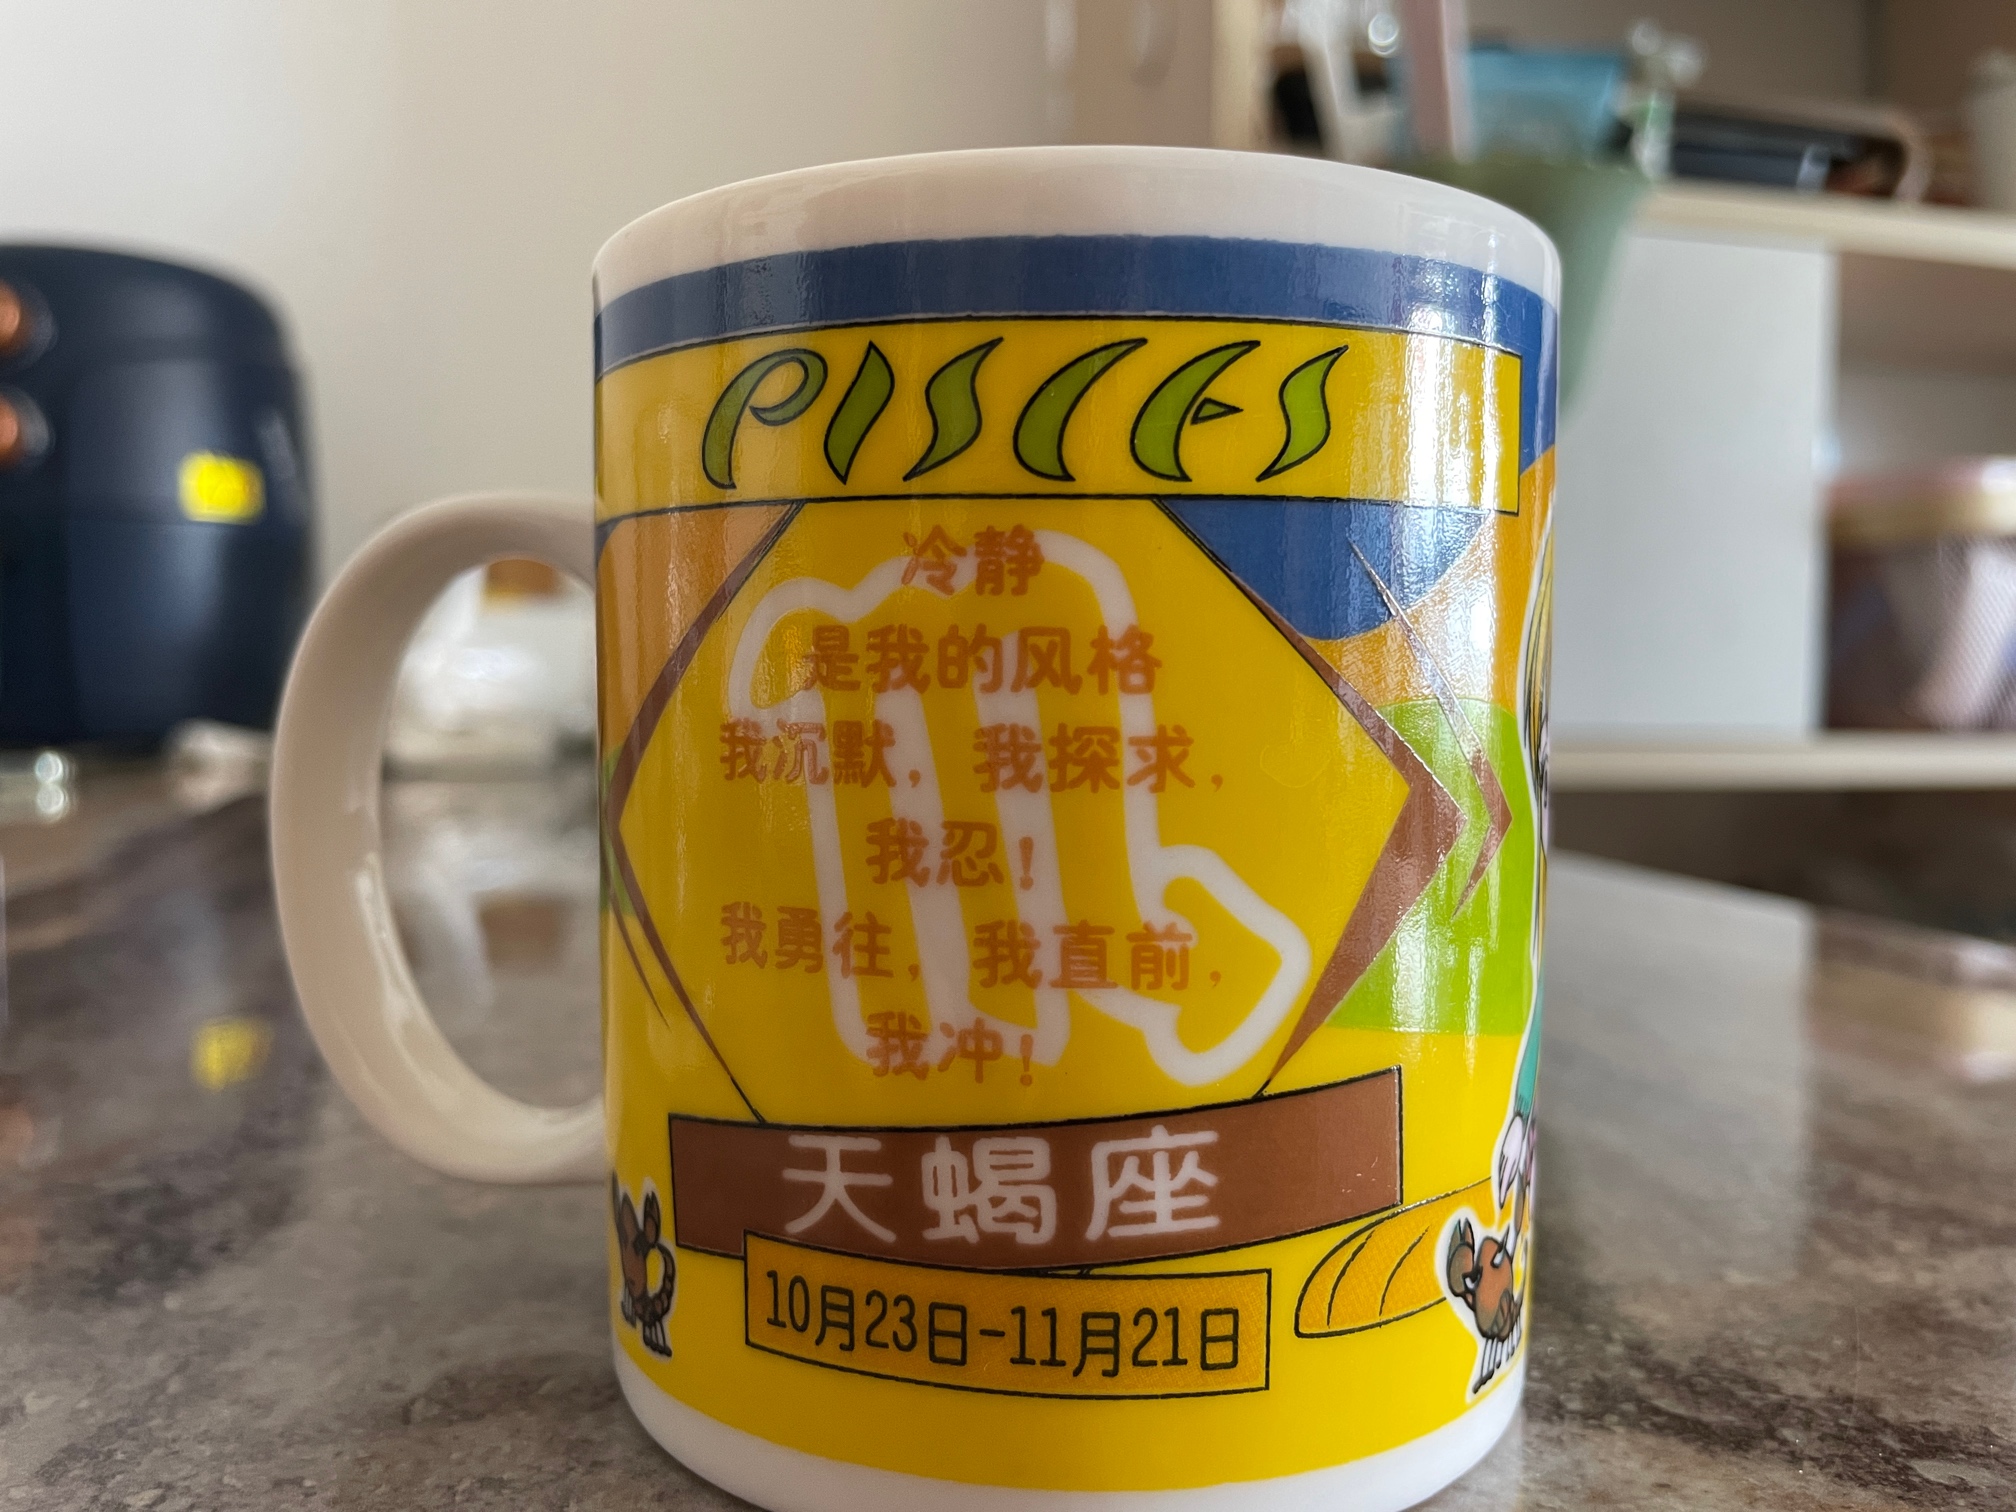 PISCES
冷静
是我的风格
我沉默，我探求，
我忍！
我勇往，我直前，
我冲！
天蝎座
10月23日-11月21日